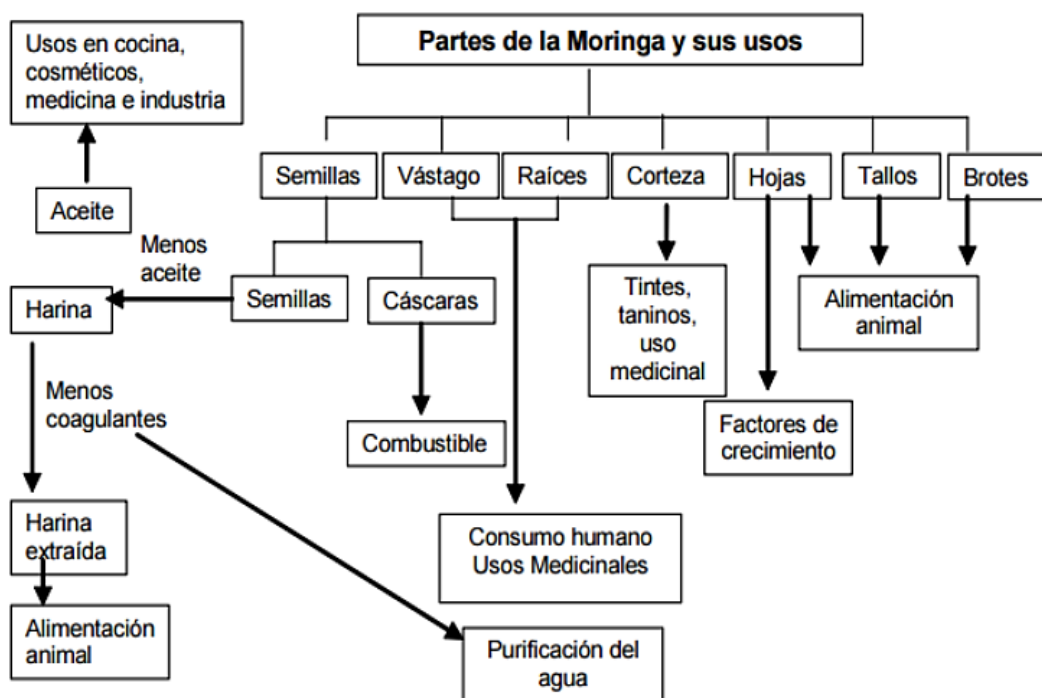 Partes de la Moringa y sus usos
Usos en cocina,
cosméticos,
medicina e industria
Aceite
Semillas
Vástago
Raíces
Corteza
Hojas
Tallos
Brotes
Menos
aceite
Harina
Semillas
Cáscaras
Tintes,
taninos,
uso
medicinal
Alimentación
animal
Menos
coagulantes
Combustible
Factores de
crecimiento
Harina
extraída
Consumo humano
Usos Medicinales
Alimentación
animal
Purificación del
agua